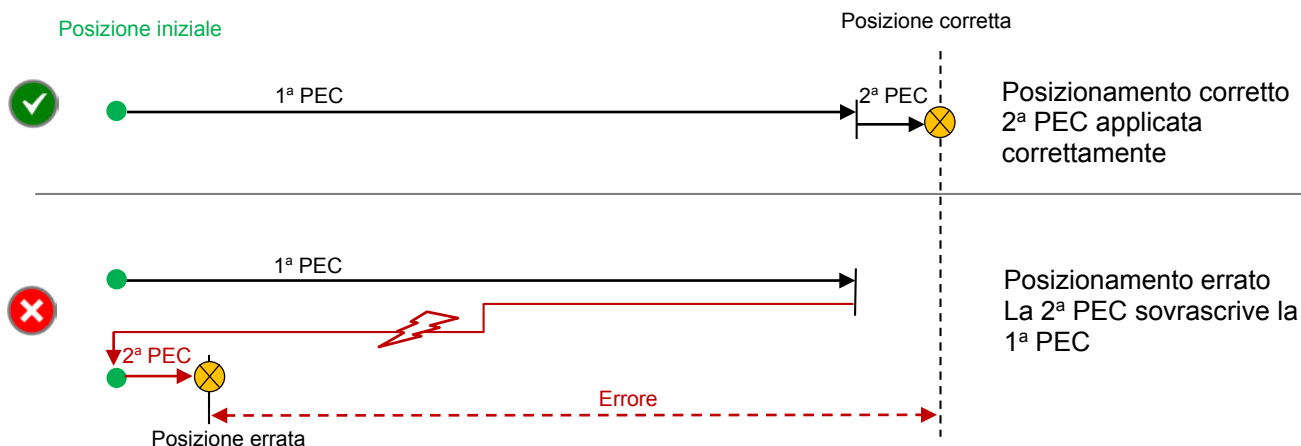 Posizione corretta
Posizione iniziale
1ª PEC
2ª PEC
Posizionamento corretto
2ª PEC applicata
correttamente
1ª PEC
Posizionamento errato
La 2ª PEC sovrascrive la
1ª PEC
2ª PEC
Errore
Posizione errata